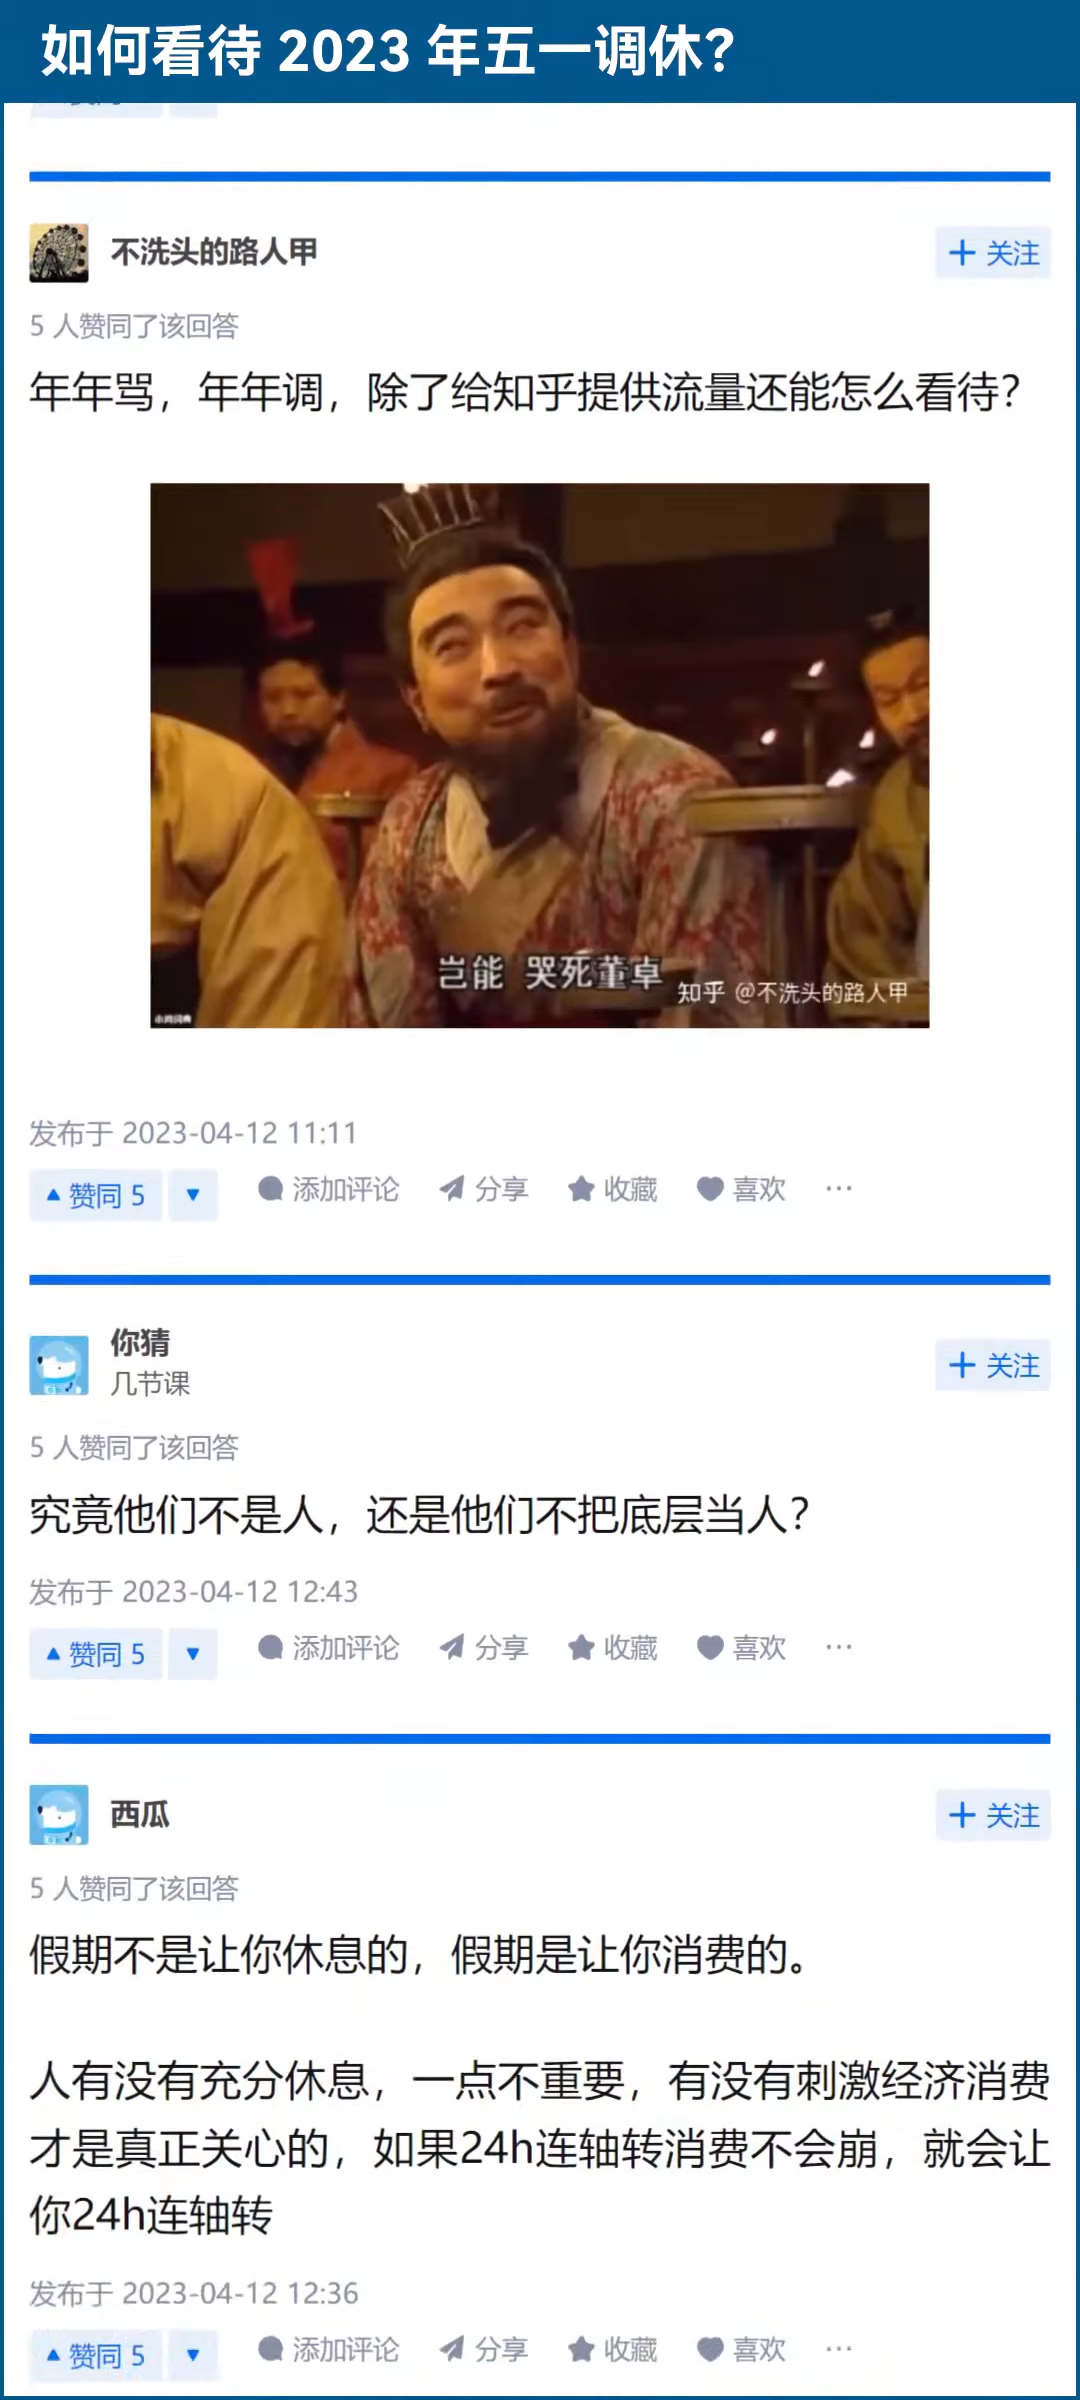 如何看待 2023 年五一调休?
不洗头的路人甲
+ 关注
5 人赞同了该回答
年年骂，年年调，除了给知乎提供流量还能怎么看待？
岂能 哭死董卓
知乎 @不洗头的路人甲
发布于 2023-04-12 11:11
▲ 赞同 5 ▼ 添加评论 分享 收藏 喜欢 ···
你猜
几节课
+ 关注
5 人赞同了该回答
究竟他们不是人，还是他们不把底层当人？
发布于 2023-04-12 12:43
▲ 赞同 5 ▼ 添加评论 分享 收藏 喜欢 ···
西瓜
+ 关注
5 人赞同了该回答
假期不是让你休息的，假期是让你消费的。
人有没有充分休息，一点不重要，有没有刺激经济消费
才是真正关心的，如果24h连轴转消费不会崩，就会让
你24h连轴转
发布于 2023-04-12 12:36
▲ 赞同 5 ▼ 添加评论 分享 收藏 喜欢 ···